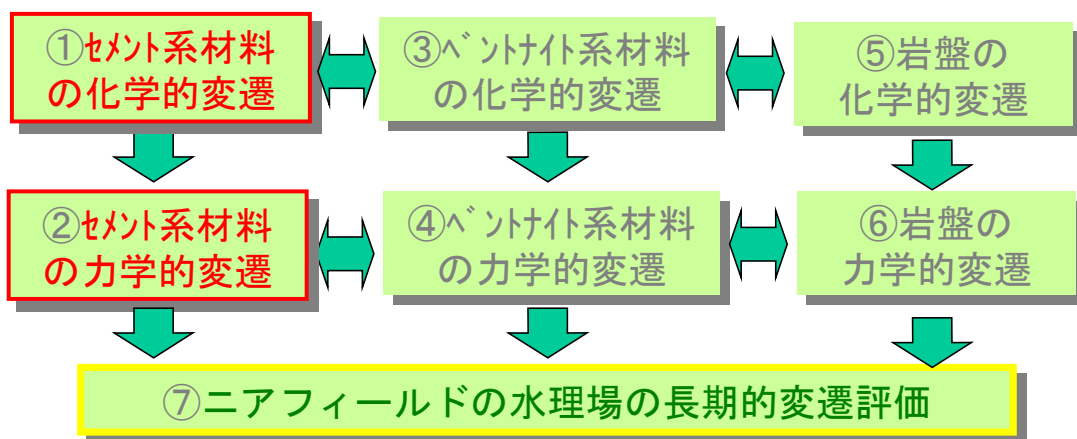 ①ｾﾒﾝﾄ系材料
の化学的変遷
③ﾍﾞﾝﾄﾅｲﾄ系材料
の化学的変遷
⑤岩盤の
化学的変遷
②ｾﾒﾝﾄ系材料
の力学的変遷
④ﾍﾞﾝﾄﾅｲﾄ系材料
の力学的変遷
⑥岩盤の
力学的変遷
⑦ニアフィールドの水理場の長期的変遷評価